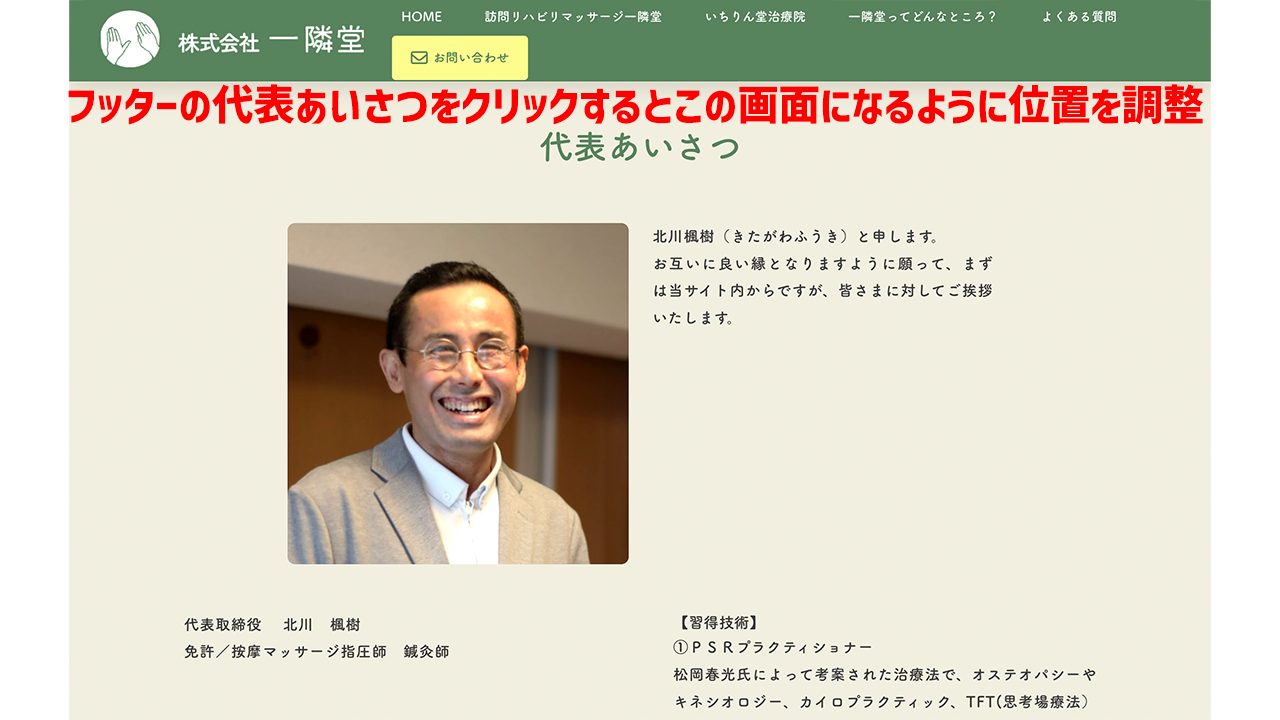 HOME
訪問リハビリマッサージ一隣堂
いちりん堂治療院
一隣堂ってどんなところ？
よくある質問
株式会社 一隣堂
お問い合わせ
フッターの代表あいさつをクリックするとこの画面になるように位置を調整
代表あいさつ
北川楓樹（きたがわふうき）と申します。
お互いに良い縁となりますように願って、まず
は当サイト内からですが、皆さまに対してご挨拶
いたします。
代表取締役　北川　楓樹
免許／按摩マッサージ指圧師　鍼灸師
【習得技術】
①ＰＳＲプラクティショナー
松岡春光氏によって考案された治療法で、オステオパシーや
キネシオロジー、カイロプラクティック、TFT(思考場療法）